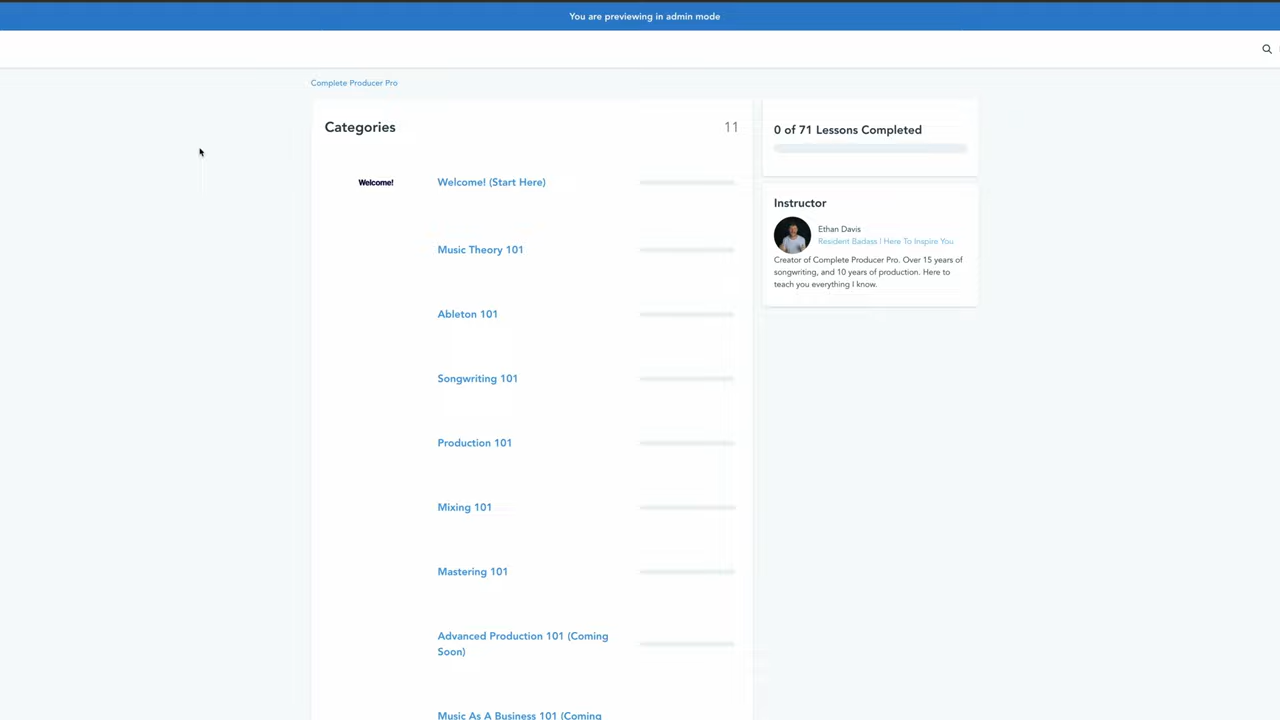 You are previewing in admin mode
Complete Producer Pro
Categories 11
0 of 71 Lessons Completed
Welcome! Welcome! (Start Here)
Instructor
Ethan Davis
Resident Badass | Here To Inspire You
Creator of Complete Producer Pro. Over 15 years of
songwriting, and 10 years of production. Here to
teach you everything I know.
Music Theory 101
Ableton 101
Songwriting 101
Production 101
Mixing 101
Mastering 101
Advanced Production 101 (Coming
Soon)
Music As A Business 101 (Coming